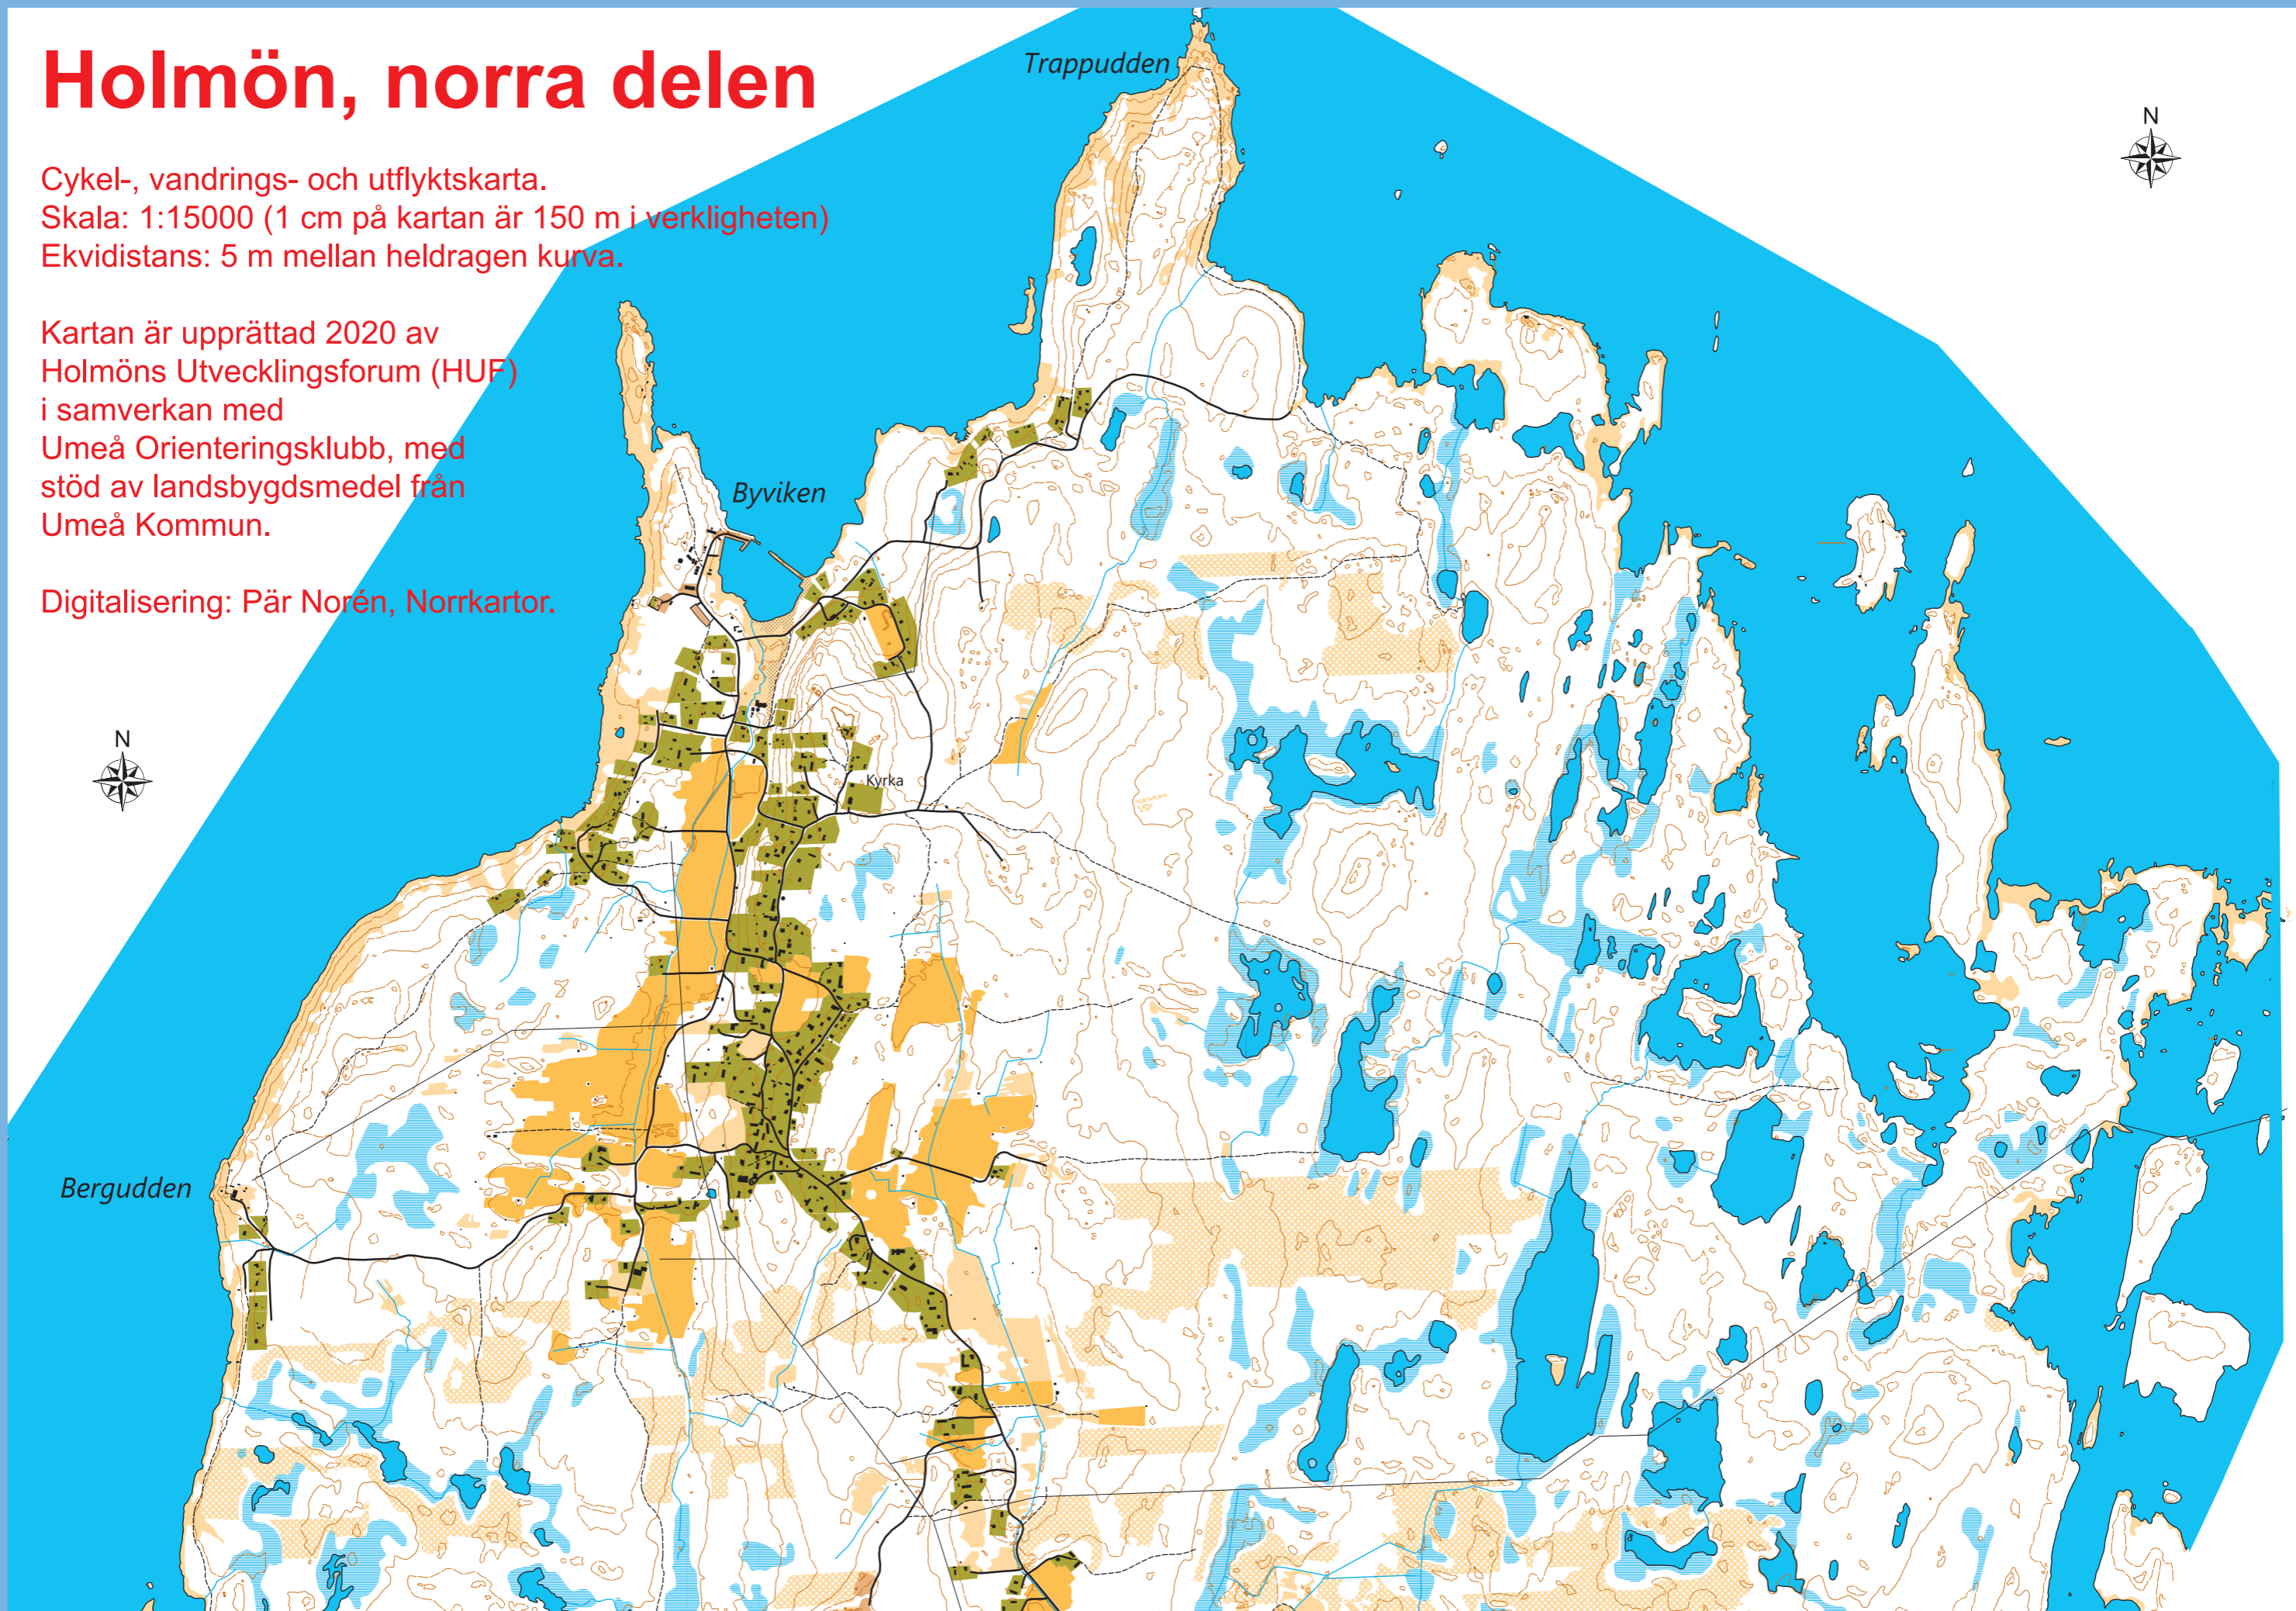 Holmön, norra delen
Cykel-, vandrings- och utflyktskarta.
Skala: 1:15000 (1 cm på kartan är 150 m i verkligheten)
Ekvidistans: 5 m mellan heldragen kurva.
Kartan är upprättad 2020 av
Holmöns Utvecklingsforum (HUF)
i samverkan med
Umeå Orienteringsklubb, med
stöd av landsbygdsmedel från
Umeå Kommun.
Digitalisering: Pär Norén, Norrkartor.
Trappudden
N
Byviken
N
Kyrka
Bergudden